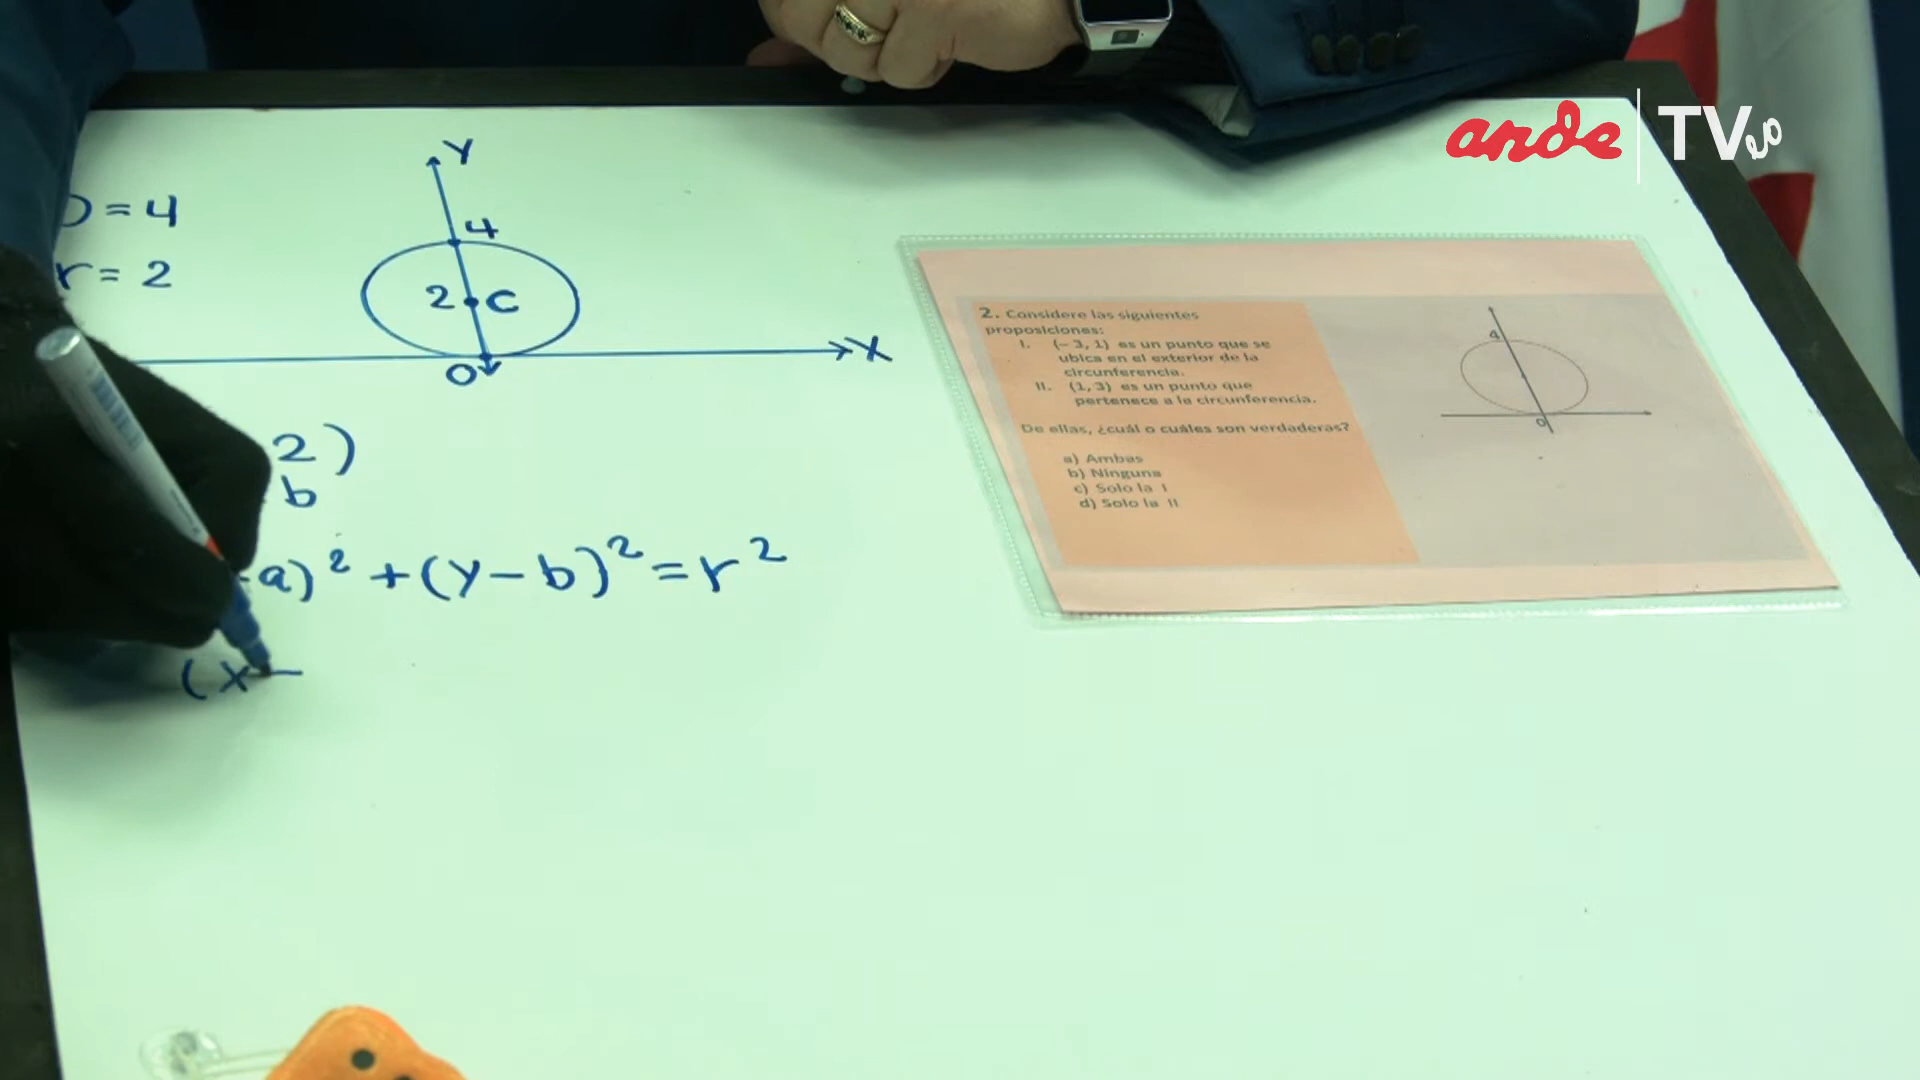 ande TVeo
Y
D = 4
4
r = 2
2 C
X
O
2)
b
-a)² + (y - b)² = r²
(x -
2. Considere las siguientes
proposiciones:
I. (- 3, 1) es un punto que se
ubica en el exterior de la
circunferencia.
II. (1, 3) es un punto que
pertenece a la circunferencia.
De ellas, ¿cuál o cuáles son verdaderas?
a) Ambas
b) Ninguna
c) Solo la I
d) Solo la II
4
0